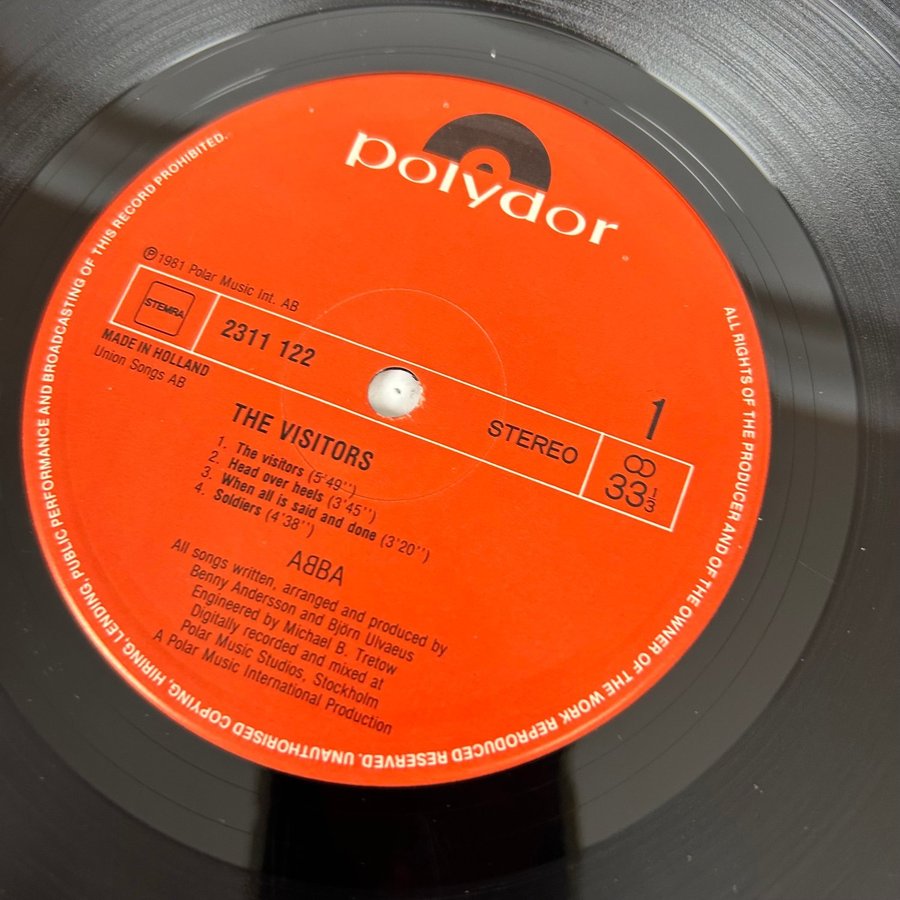 polydor
℗ 1981 Polar Music Int. AB
STEMRA
2311 122
STEREO
1
33 1/3
MADE IN HOLLAND
Union Songs AB
THE VISITORS
1. The visitors (5'49'')
2. Head over heels (3'45'')
3. When all is said and done (3'20'')
4. Soldiers (4'38'')
ABBA
All songs written, arranged and produced by
Benny Andersson and Björn Ulvaeus
Engineered by Michael B. Tretow
Digitally recorded and mixed at
Polar Music Studios, Stockholm
A Polar Music International Production
ALL RIGHTS OF THE PRODUCER AND OF THE OWNER OF THE WORK REPRODUCED RESERVED. UNAUTHORISED COPYING, HIRING, LENDING, PUBLIC PERFORMANCE AND BROADCASTING OF THIS RECORD PROHIBITED.